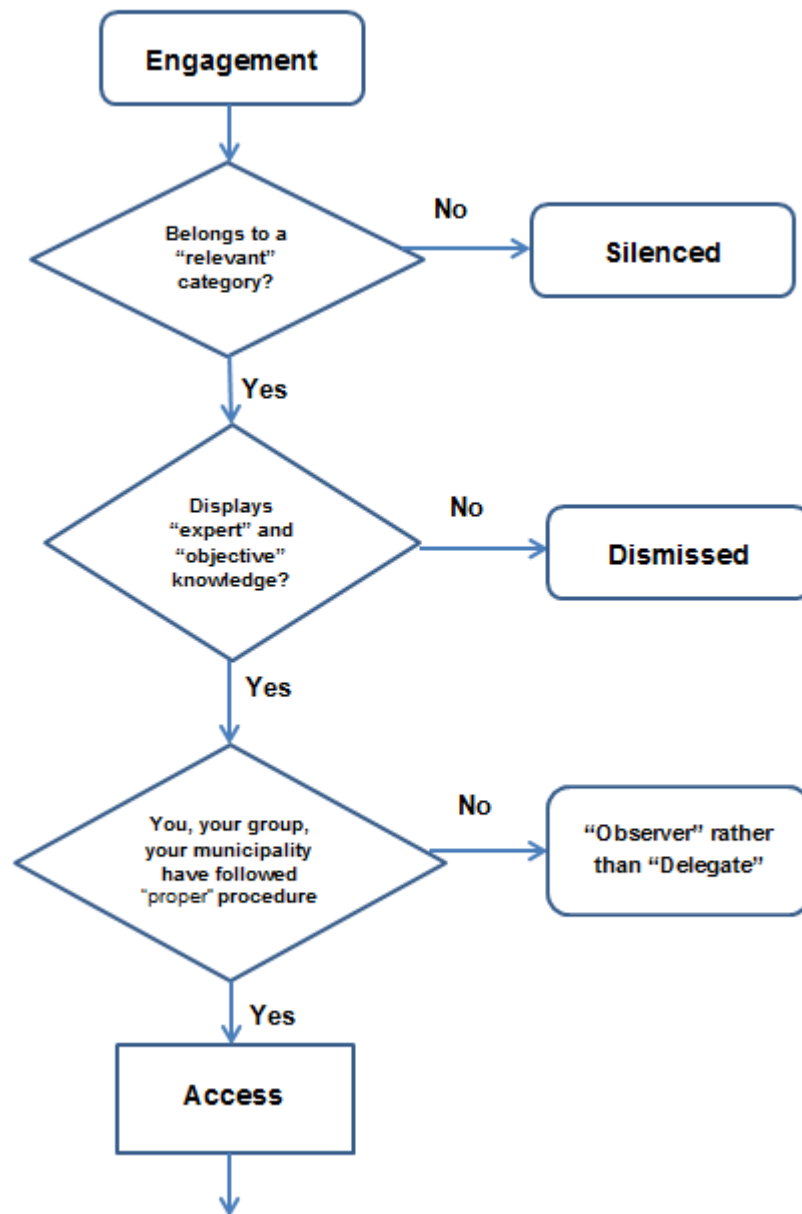 Engagement
No
Belongs to a
“relevant”
category?
Silenced
Yes
No
Displays
“expert” and
“objective”
knowledge?
Dismissed
Yes
No
You, your group,
your municipality
have followed
“proper” procedure
“Observer” rather
than “Delegate”
Yes
Access